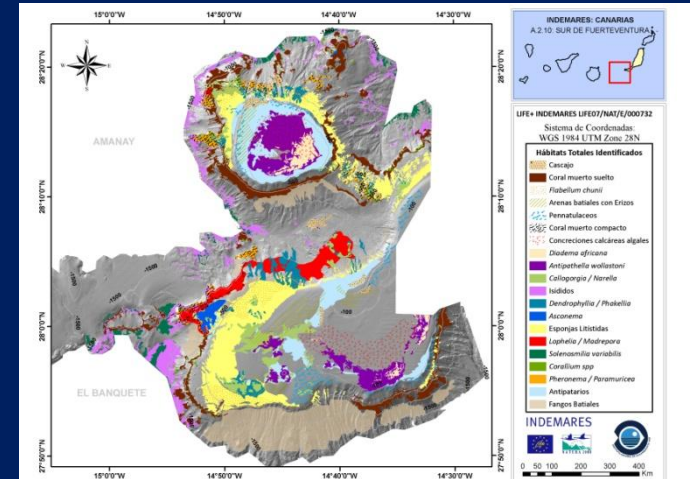 15°0'0"O 14°50'0"O 14°40'0"O 14°30'0"O
28°20'0"N
28°10'0"N
28°0'0"N
27°50'0"N
AMANAY
EL BANQUETE
15°0'0"O 14°50'0"O 14°40'0"O 14°30'0"O
28°20'0"N
28°10'0"N
28°0'0"N
27°50'0"N
INDEMARES: CANARIAS
A.2.10: SUR DE FUERTEVENTURA
LIFE+ INDEMARES LIFE07/NAT/E/000732
Sistema de Coordenadas:
WGS 1984 UTM Zone 28N
Hábitats Totales Identificados
Cascajo
Coral muerto suelto
Flabellum chunii
Arenas batiales con Erizos
Pennatulaceos
Coral muerto compacto
Concreciones calcáreas algales
Diadema africana
Antipathella wollastoni
Callogorgia / Narella
Isididos
Dendrophyllia / Phakellia
Asconema
Esponjas Litistidas
Lophelia / Madrepora
Solenosmilia variabilis
Corallium spp
Pheronema / Paramuricea
Antipatarios
Fangos Batiales
INDEMARES
NATURA 2000
0 50 100 200 300 400
Km